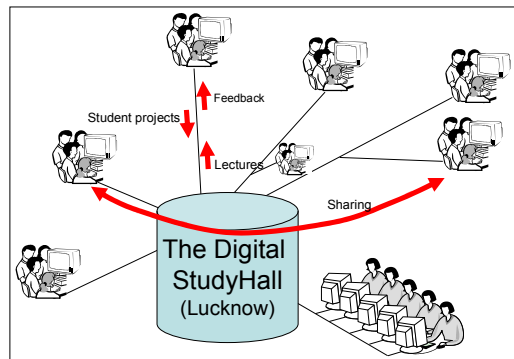 Feedback
Student projects
Lectures
Sharing
The Digital
StudyHall
(Lucknow)